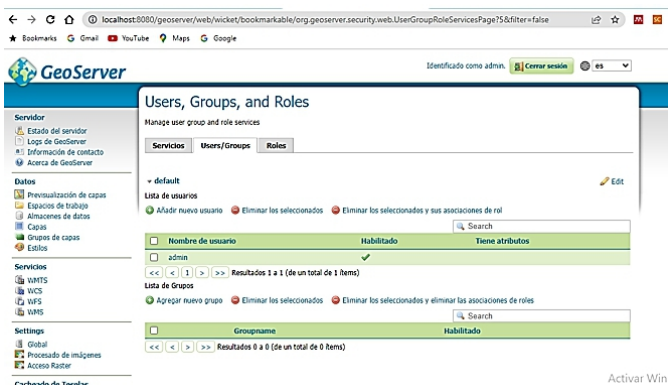 localhost:8080/geoserver/web/wicket/bookmarkable/org.geoserver.security.web.UserGroupRoleServicesPage?5&filter=false
Bookmarks Gmail YouTube Maps Google
GeoServer
Identificado como admin. Cerrar sesión es
Servidor
Estado del servidor
Logs de GeoServer
Información de contacto
Acerca de GeoServer
Datos
Previsualización de capas
Espacios de trabajo
Almacenes de datos
Capas
Grupos de capas
Estilos
Servicios
WMTS
WCS
WFS
WMS
Settings
Global
Procesado de imágenes
Acceso Raster
Cacheado de Teselas
Users, Groups, and Roles
Manage user group and role services
Servicios Users/Groups Roles
default Edit
Lista de usuarios
Añadir nuevo usuario Eliminar los seleccionados Eliminar los seleccionados y sus asociaciones de rol
Search
Nombre de usuario Habilitado Tiene atributos
admin
<< < 1 > >> Resultados 1 a 1 (de un total de 1 ítems)
Lista de Grupos
Agregar nuevo grupo Eliminar los seleccionados Eliminar los seleccionados y eliminar las asociaciones de roles
Search
Groupname Habilitado
<< < > >> Resultados 0 a 0 (de un total de 0 ítems)
Activar Win